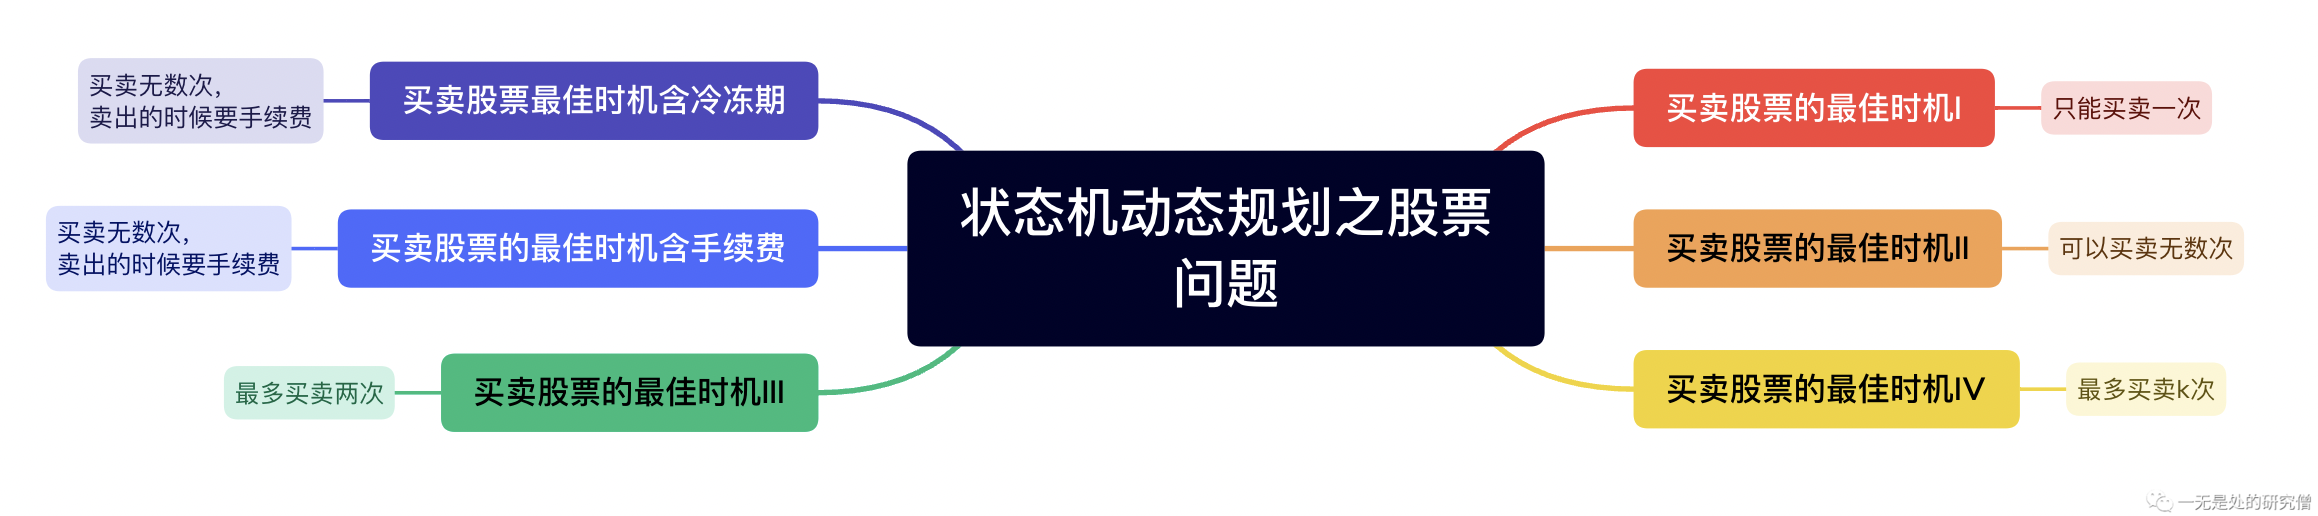 买卖无数次，
卖出的时候要手续费
买卖股票最佳时机含冷冻期
买卖无数次，
卖出的时候要手续费
买卖股票的最佳时机含手续费
最多买卖两次
买卖股票的最佳时机III
状态机动态规划之股票
问题
买卖股票的最佳时机I
只能买卖一次
买卖股票的最佳时机II
可以买卖无数次
买卖股票的最佳时机IV
最多买卖k次
一无是处的研究僧